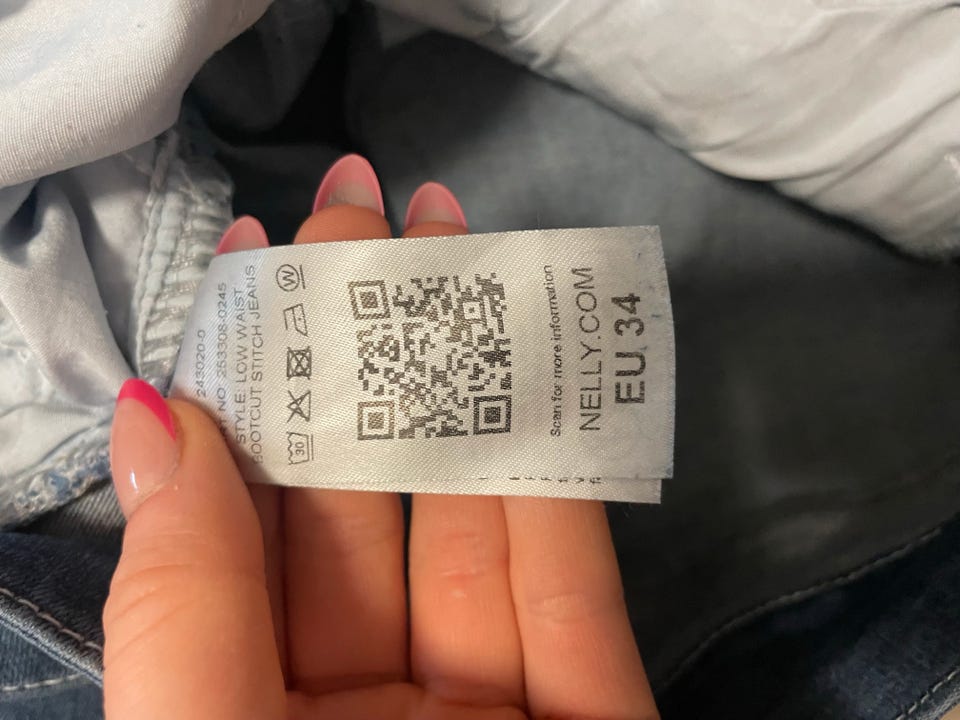 EU 34
NELLY.COM
Scan for more information
30
W
STYLE: LOW WAIST
BOOTCUT STITCH JEANS
NO 253308-0245
243020-0